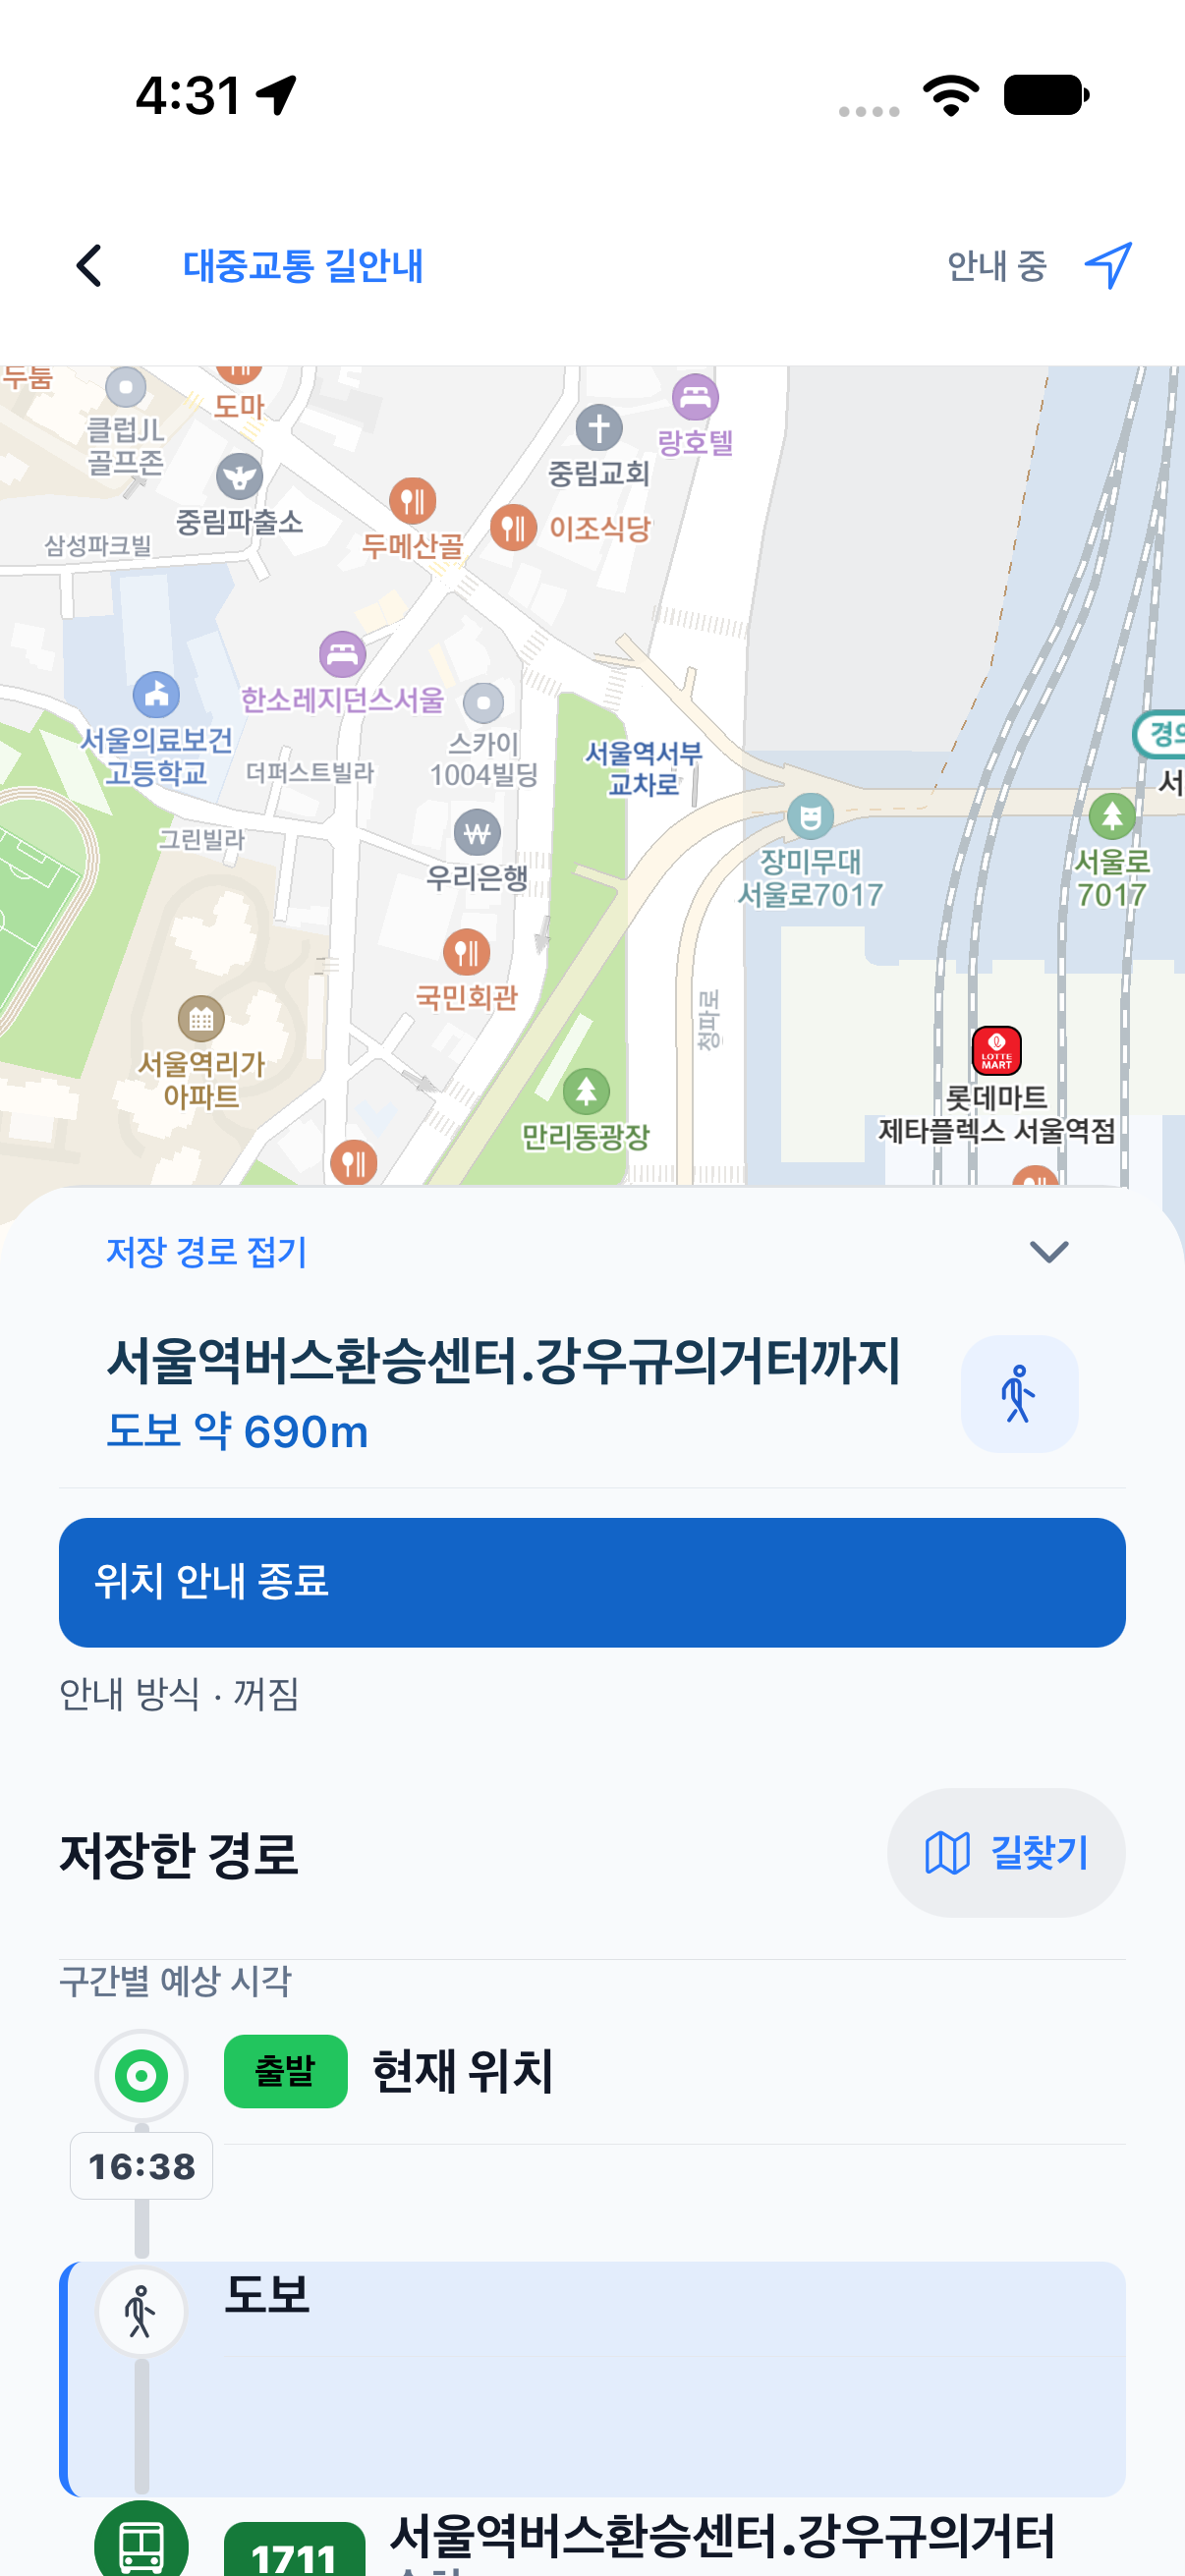 4:31
대중교통 길안내
안내 중
두툼
도마
클럽JL
골프존
중림교회
랑호텔
중림파출소
두메산골
이조식당
삼성파크빌
한소레지던스서울
서울의료보건
고등학교
더퍼스트빌라
스카이
1004빌딩
서울역서부
교차로
경의
서
그린빌라
우리은행
장미무대
서울로7017
서울로
7017
국민회관
청파로
서울역리가
아파트
LOTTE
MART
롯데마트
제타플렉스 서울역점
만리동광장
저장 경로 접기
서울역버스환승센터.강우규의거터까지
도보 약 690m
위치 안내 종료
안내 방식 · 꺼짐
저장한 경로
길찾기
구간별 예상 시각
출발 현재 위치
16:38
도보
1711 서울역버스환승센터.강우규의거터